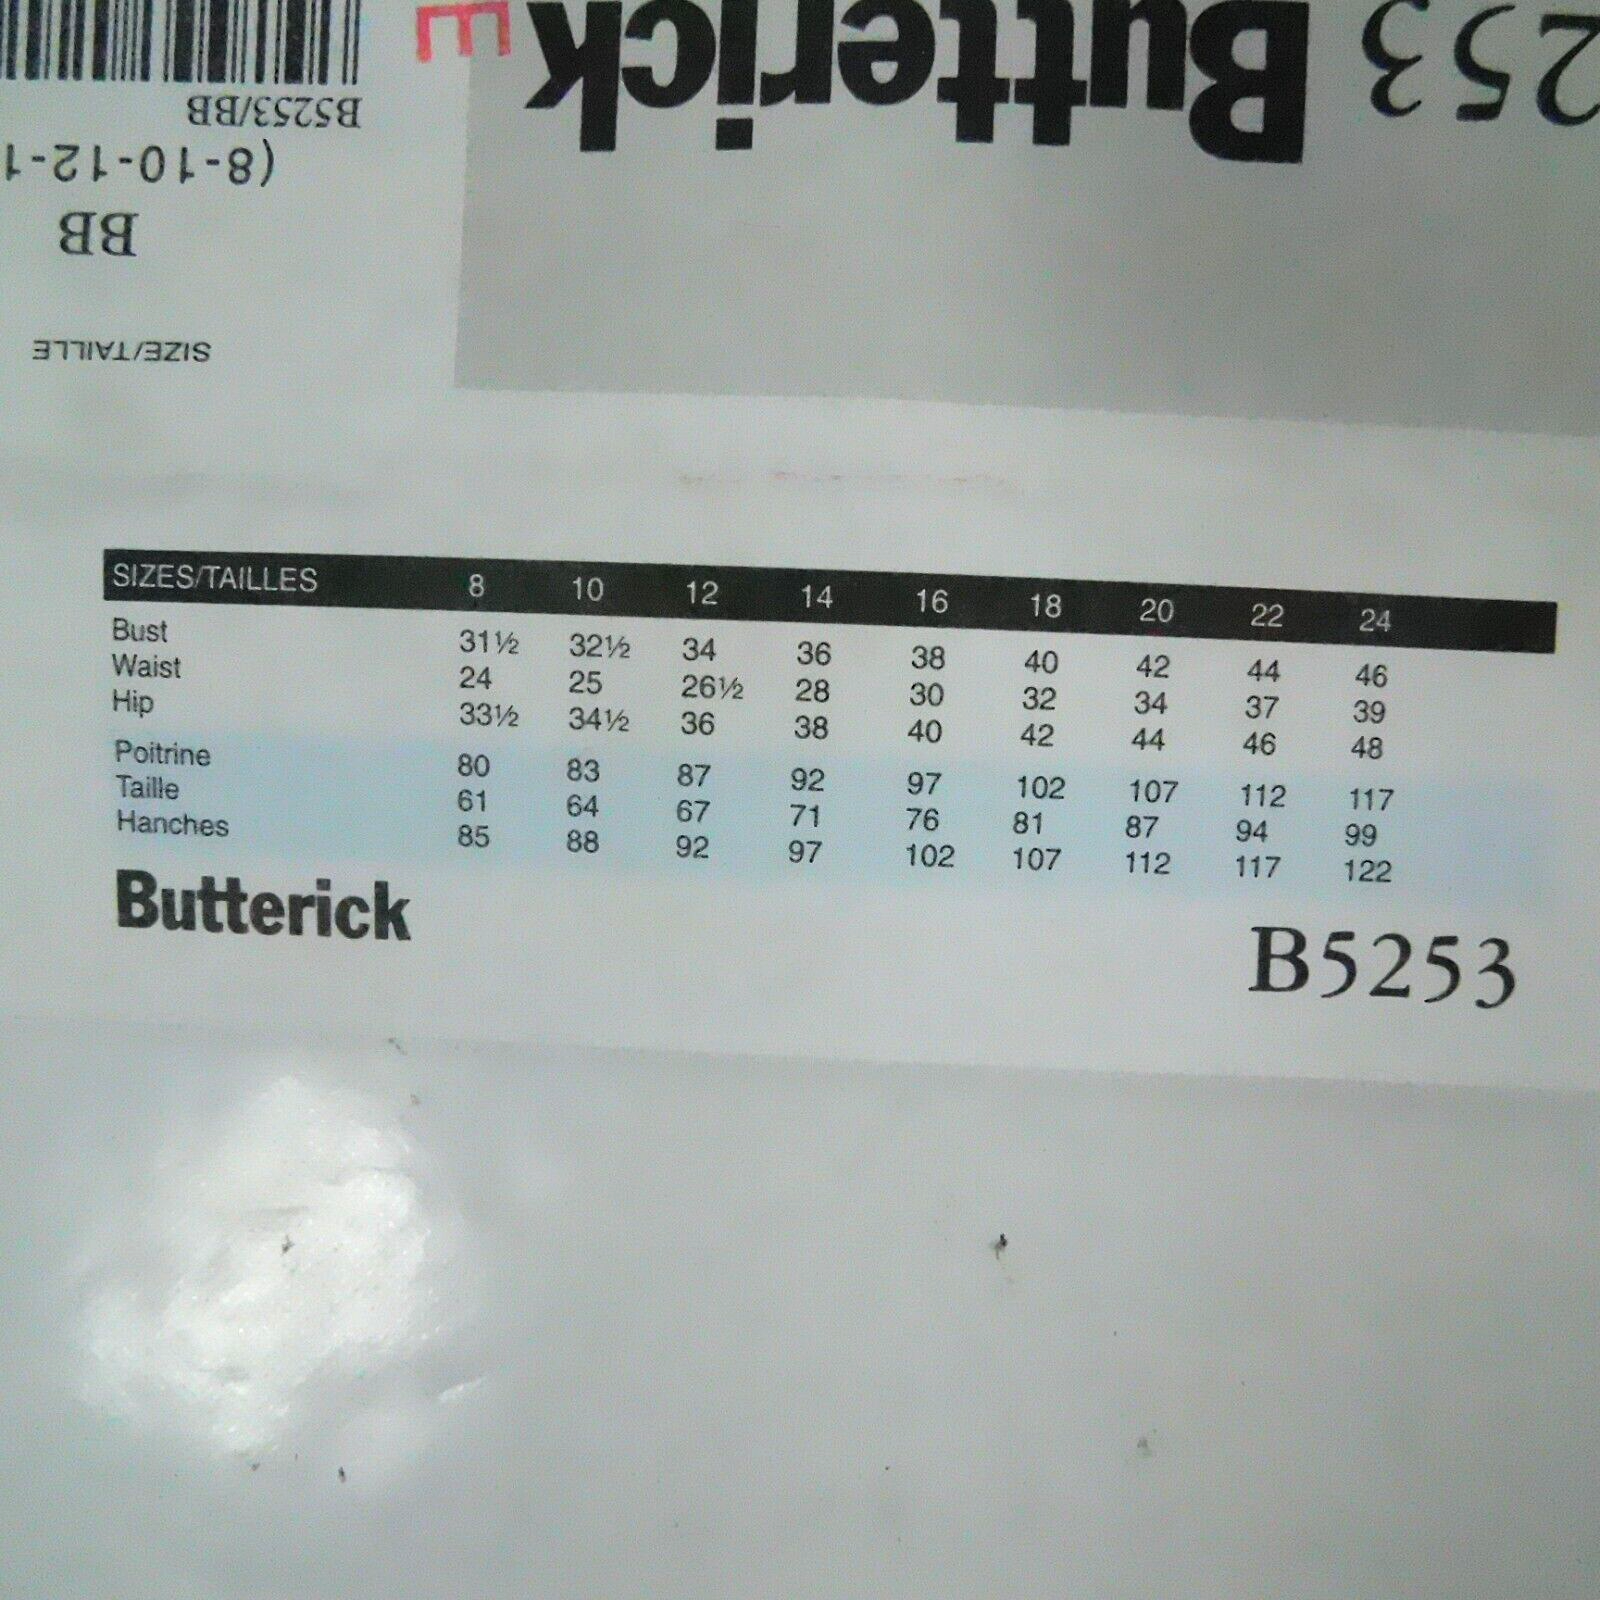 253 Butterick E
B5253/BB
(8-10-12-1
BB
SIZE/TAILLE
SIZES/TAILLES 8 10 12 14 16 18 20 22 24
Bust 31½ 32½ 34 36 38 40 42 44 46
Waist 24 25 26½ 28 30 32 34 37 39
Hip 33½ 34½ 36 38 40 42 44 46 48
Poitrine 80 83 87 92 97 102 107 112 117
Taille 61 64 67 71 76 81 87 94 99
Hanches 85 88 92 97 102 107 112 117 122
Butterick B5253